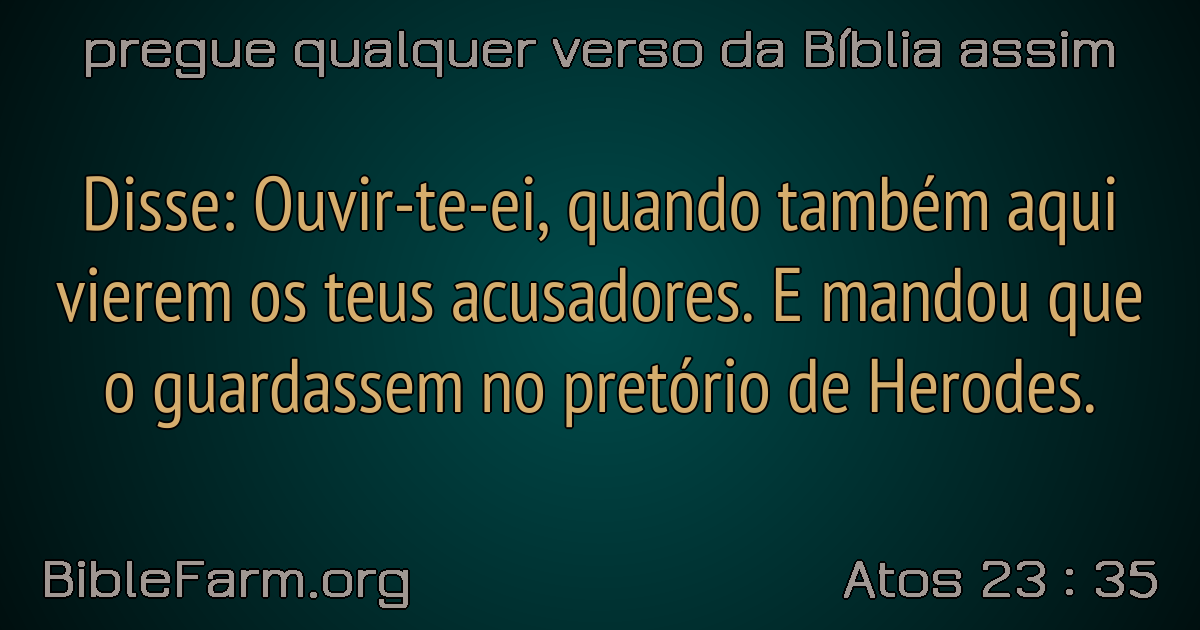 pregue qualquer verso da Bíblia assim
Disse: Ouvir-te-ei, quando também aqui
vierem os teus acusadores. E mandou que
o guardassem no pretório de Herodes.
BibleFarm.org
Atos 23 : 35